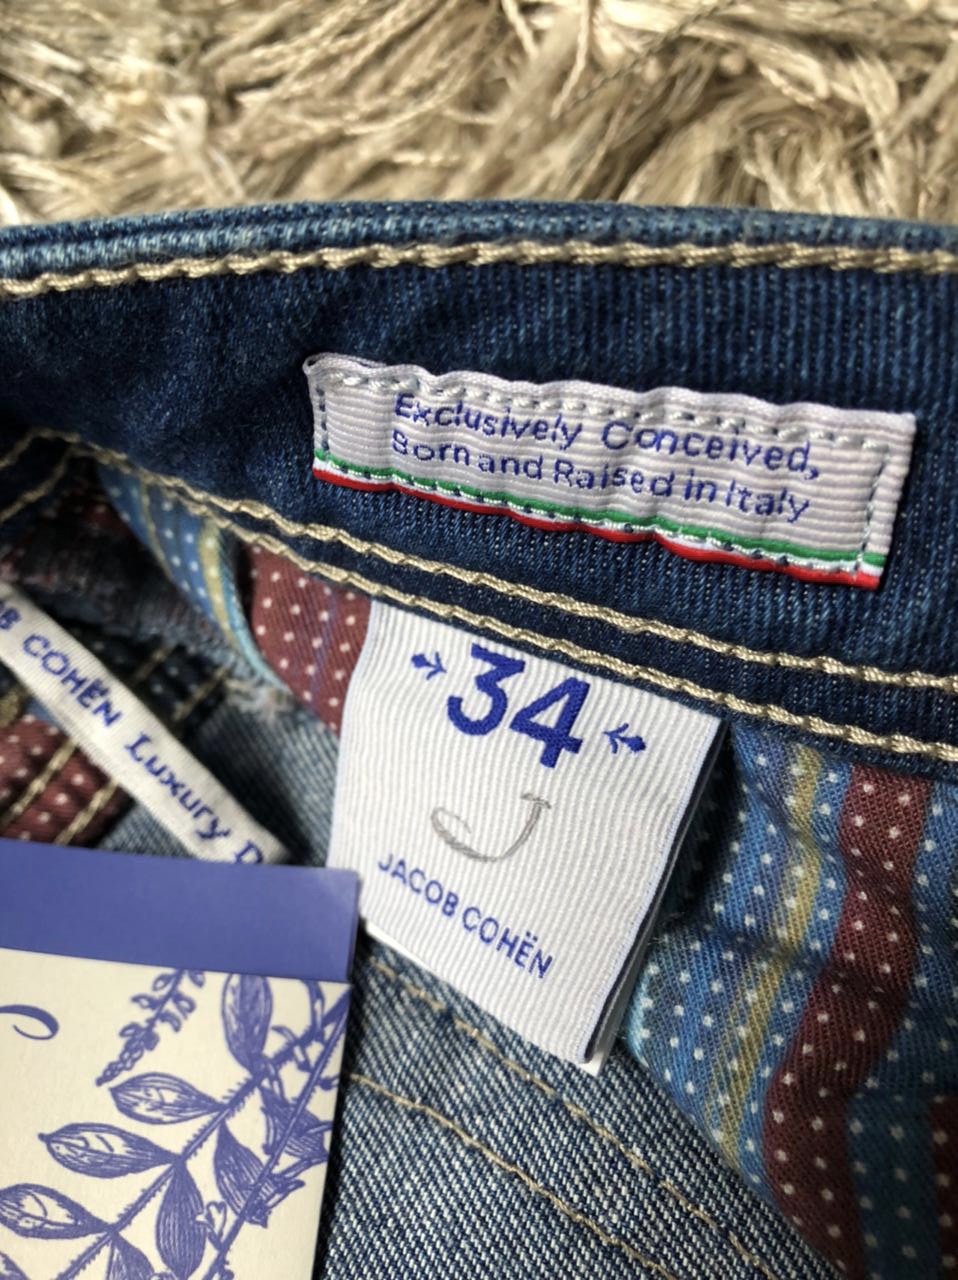 Exclusively Conceived,
Born and Raised in Italy
34
J
JACOB COHËN
COHËN Luxury